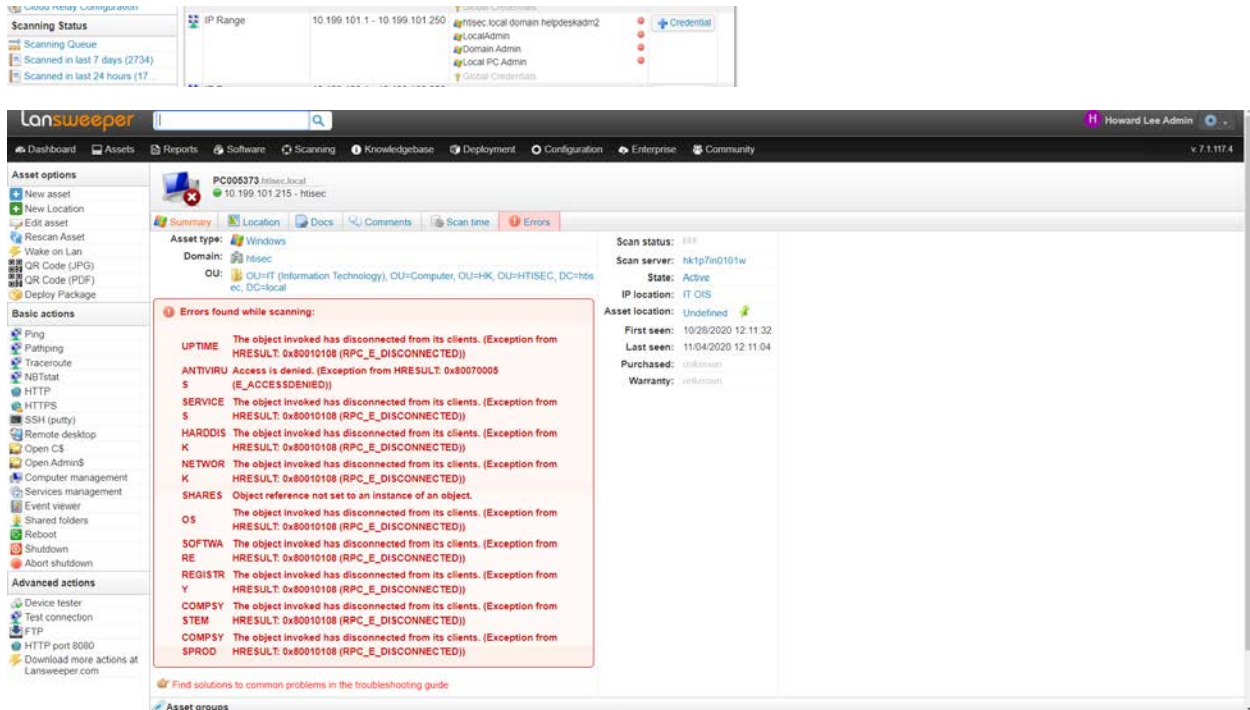 Cloud Relay Configuration
Scanning Status
Scanning Queue
Scanned in last 7 days (2734)
Scanned in last 24 hours (17...
IP Range 10.199.101.1 - 10.199.101.250 htisec.local domain helpdeskadm2 Credential
LocalAdmin
Domain Admin
Local PC Admin
Global Credentials
Lansweeper
H Howard Lee Admin
Dashboard Assets Reports Software Scanning Knowledgebase Deployment Configuration Enterprise Community v. 7.1.117.4
Asset options
New asset
New Location
Edit asset
Rescan Asset
Wake on Lan
QR Code (JPG)
QR Code (PDF)
Deploy Package
Basic actions
Ping
Pathping
Traceroute
NBTstat
HTTP
HTTPS
SSH (putty)
Remote desktop
Open C$
Open Admin$
Computer management
Services management
Event viewer
Shared folders
Reboot
Shutdown
Abort shutdown
Advanced actions
Device tester
Test connection
FTP
HTTP port 8080
Download more actions at
Lansweeper.com
PC005373.htisec.local
10.199.101.215 - htisec
Summary Location Docs Comments Scan time Errors
Asset type: Windows
Domain: htisec
OU: OU=IT (Information Technology), OU=Computer, OU=HK, OU=HTISEC, DC=htis
ec, DC=local
Errors found while scanning:
UPTIME The object invoked has disconnected from its clients. (Exception from
HRESULT: 0x80010108 (RPC_E_DISCONNECTED))
ANTIVIRU Access is denied. (Exception from HRESULT: 0x80070005
S (E_ACCESSDENIED))
SERVICE The object invoked has disconnected from its clients. (Exception from
S HRESULT: 0x80010108 (RPC_E_DISCONNECTED))
HARDDIS The object invoked has disconnected from its clients. (Exception from
K HRESULT: 0x80010108 (RPC_E_DISCONNECTED))
NETWOR The object invoked has disconnected from its clients. (Exception from
K HRESULT: 0x80010108 (RPC_E_DISCONNECTED))
SHARES Object reference not set to an instance of an object.
OS The object invoked has disconnected from its clients. (Exception from
HRESULT: 0x80010108 (RPC_E_DISCONNECTED))
SOFTWA The object invoked has disconnected from its clients. (Exception from
RE HRESULT: 0x80010108 (RPC_E_DISCONNECTED))
REGISTR The object invoked has disconnected from its clients. (Exception from
Y HRESULT: 0x80010108 (RPC_E_DISCONNECTED))
COMPSY The object invoked has disconnected from its clients. (Exception from
STEM HRESULT: 0x80010108 (RPC_E_DISCONNECTED))
COMPSY The object invoked has disconnected from its clients. (Exception from
SPROD HRESULT: 0x80010108 (RPC_E_DISCONNECTED))
Find solutions to common problems in the troubleshooting guide
Asset groups
Scan status:
Scan server: hk1p7in0101w
State: Active
IP location: IT OIS
Asset location: Undefined
First seen: 10/28/2020 12:11:32
Last seen: 11/04/2020 12:11:04
Purchased: unknown
Warranty: unknown